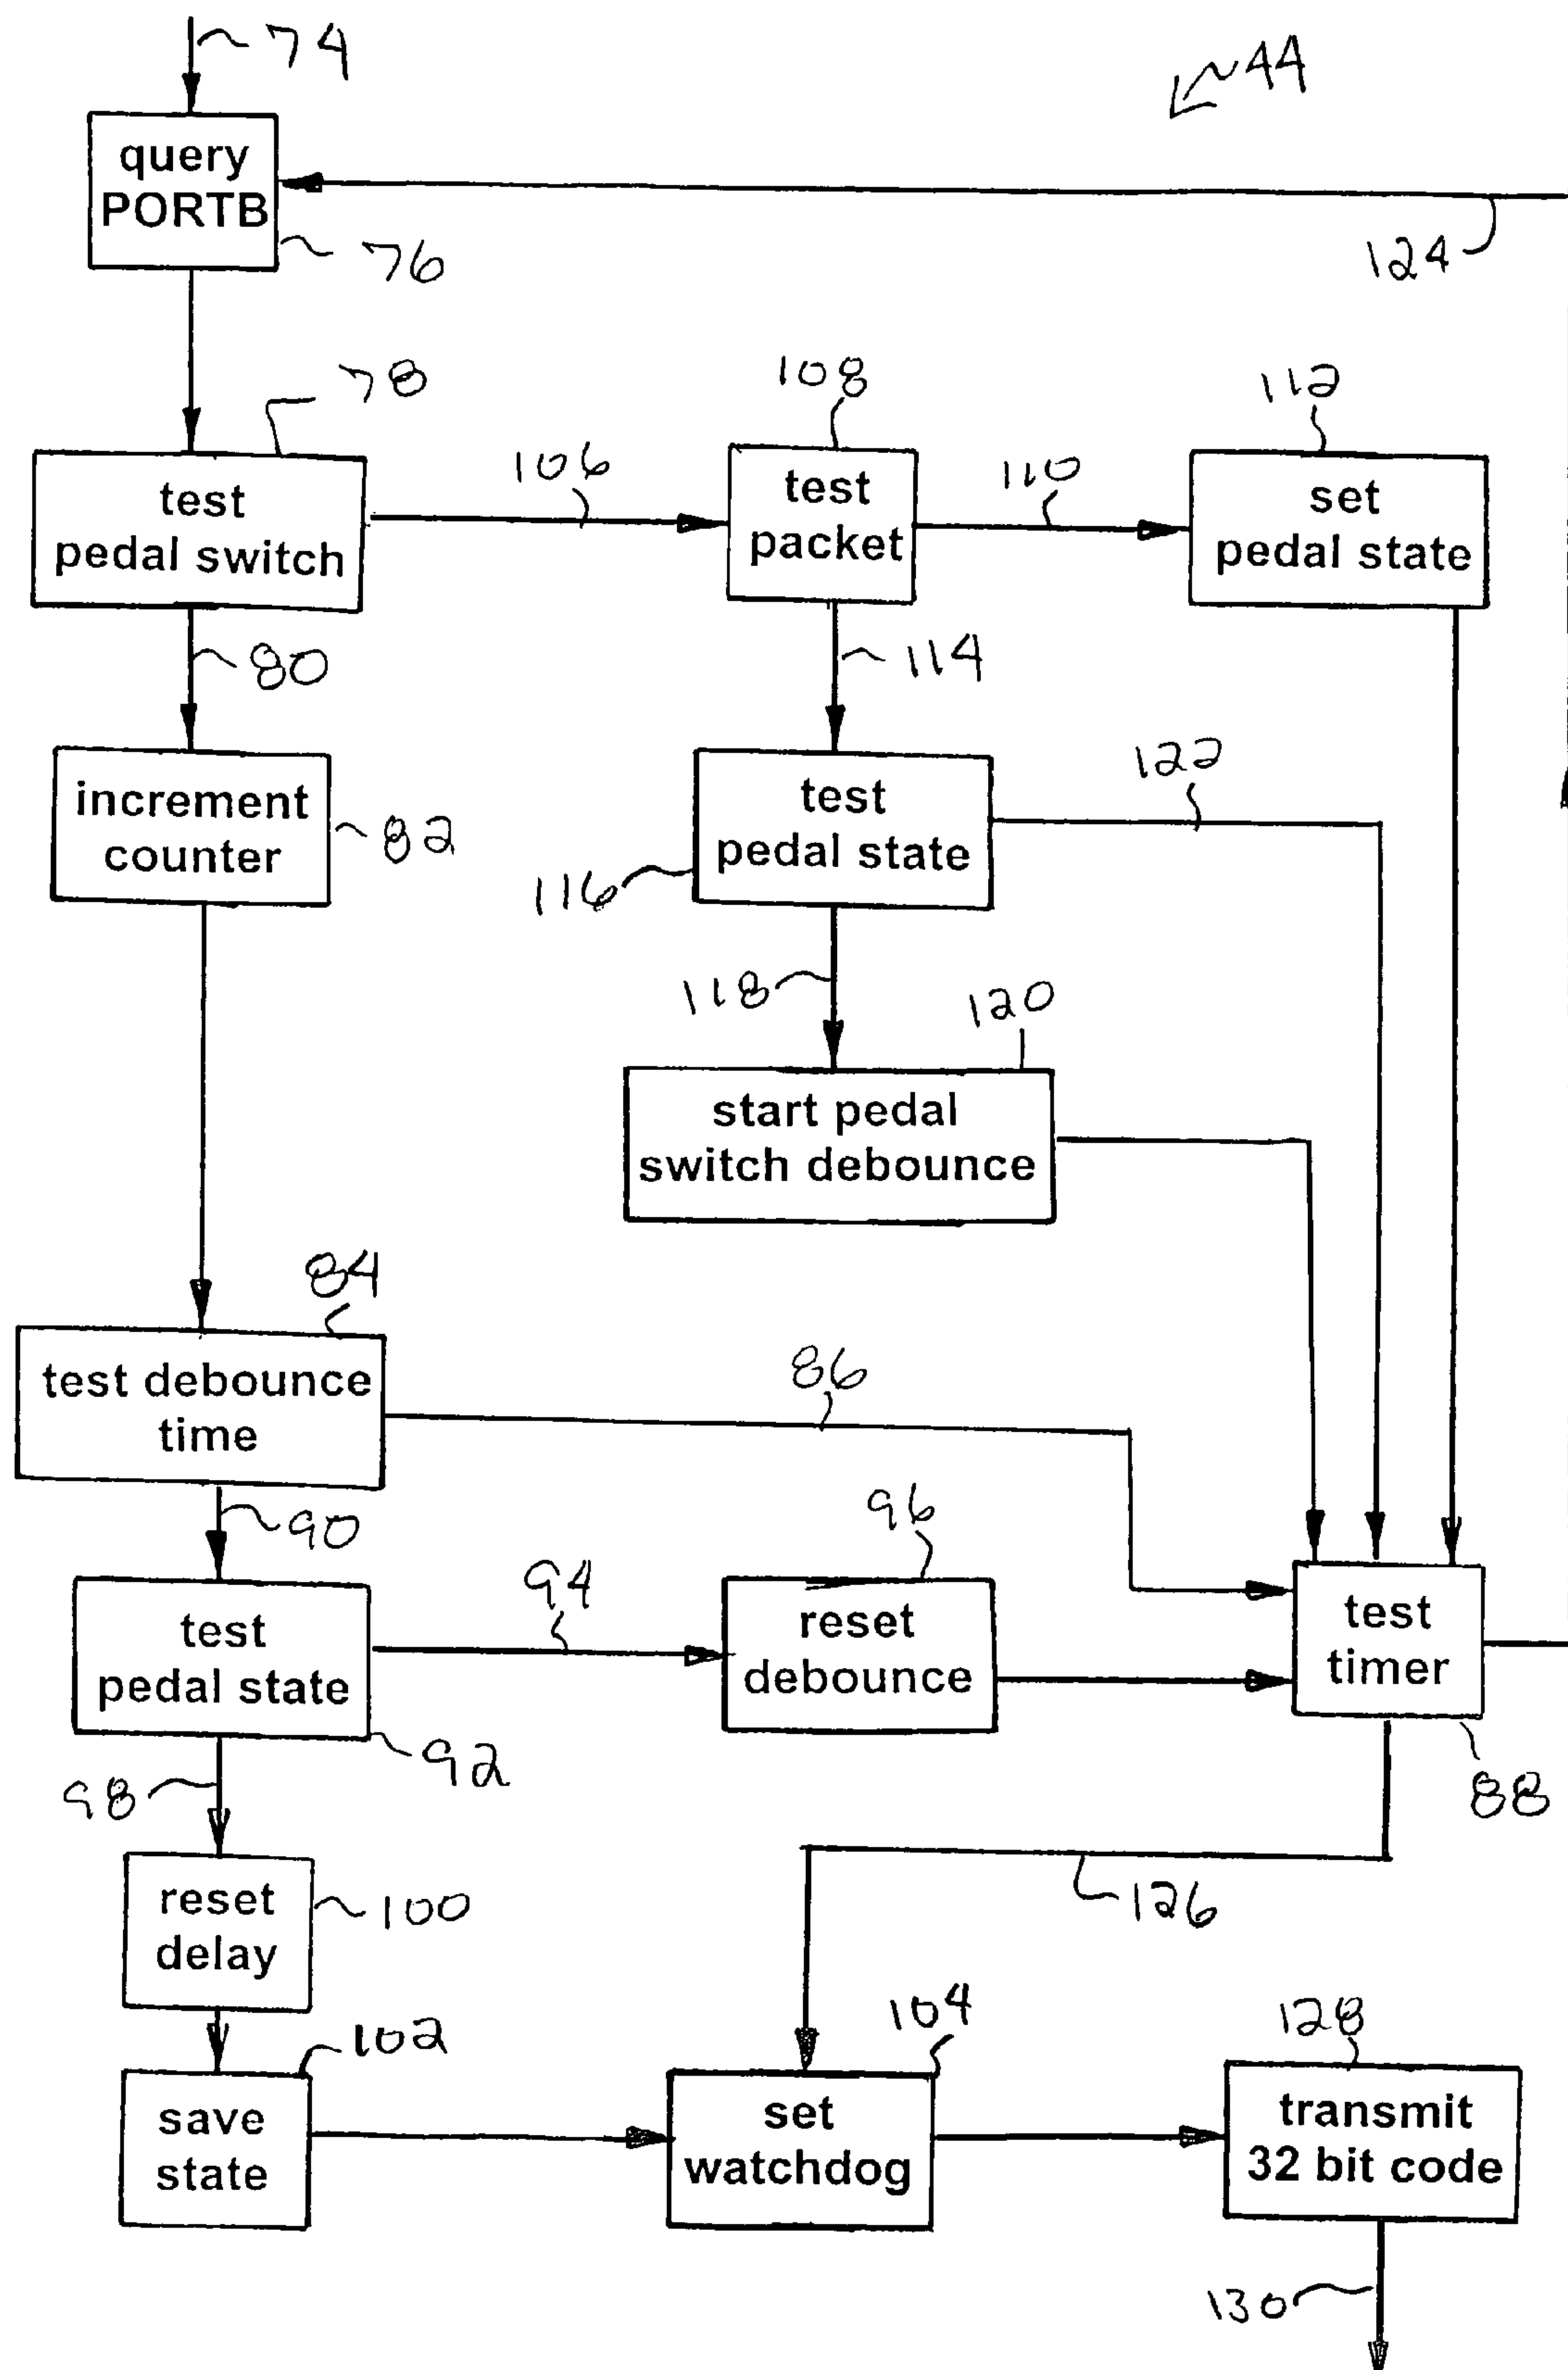 74
44
query
PORTB
76
124
78
108
112
test
pedal switch
106
test
packet
110
set
pedal state
80
114
increment
counter
82
test
pedal state
122
116
118
120
start pedal
switch debounce
84
test debounce
time
86
90
96
test
pedal state
94
reset
debounce
test
timer
92
98
88
reset
delay
100
126
102
104
128
save
state
set
watchdog
transmit
32 bit code
130